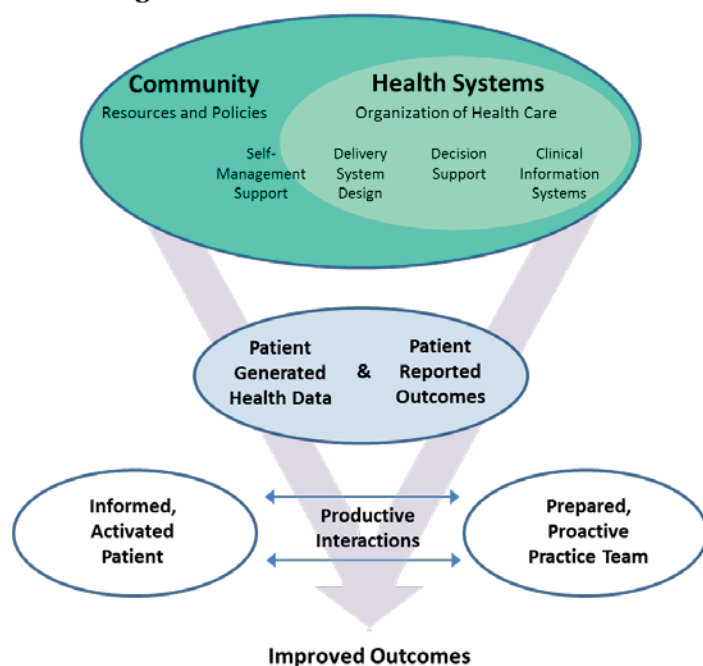 Community
Resources and Policies
Health Systems
Organization of Health Care
Self-
Management
Support
Delivery
System
Design
Decision
Support
Clinical
Information
Systems
Patient
Generated
Health Data
&
Patient
Reported
Outcomes
Informed,
Activated
Patient
Productive
Interactions
Prepared,
Proactive
Practice Team
Improved Outcomes